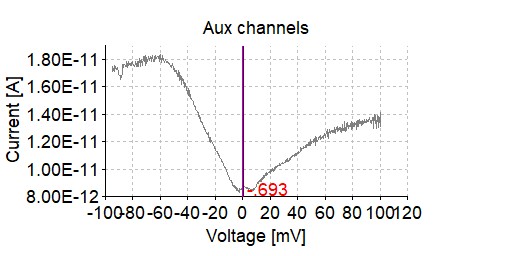 Aux channels
Current [A]
1.80E-11
1.60E-11
1.40E-11
1.20E-11
1.00E-11
8.00E-12
-.693
-100 -80 -60 -40 -20 0 20 40 60 80 100 120
Voltage [mV]